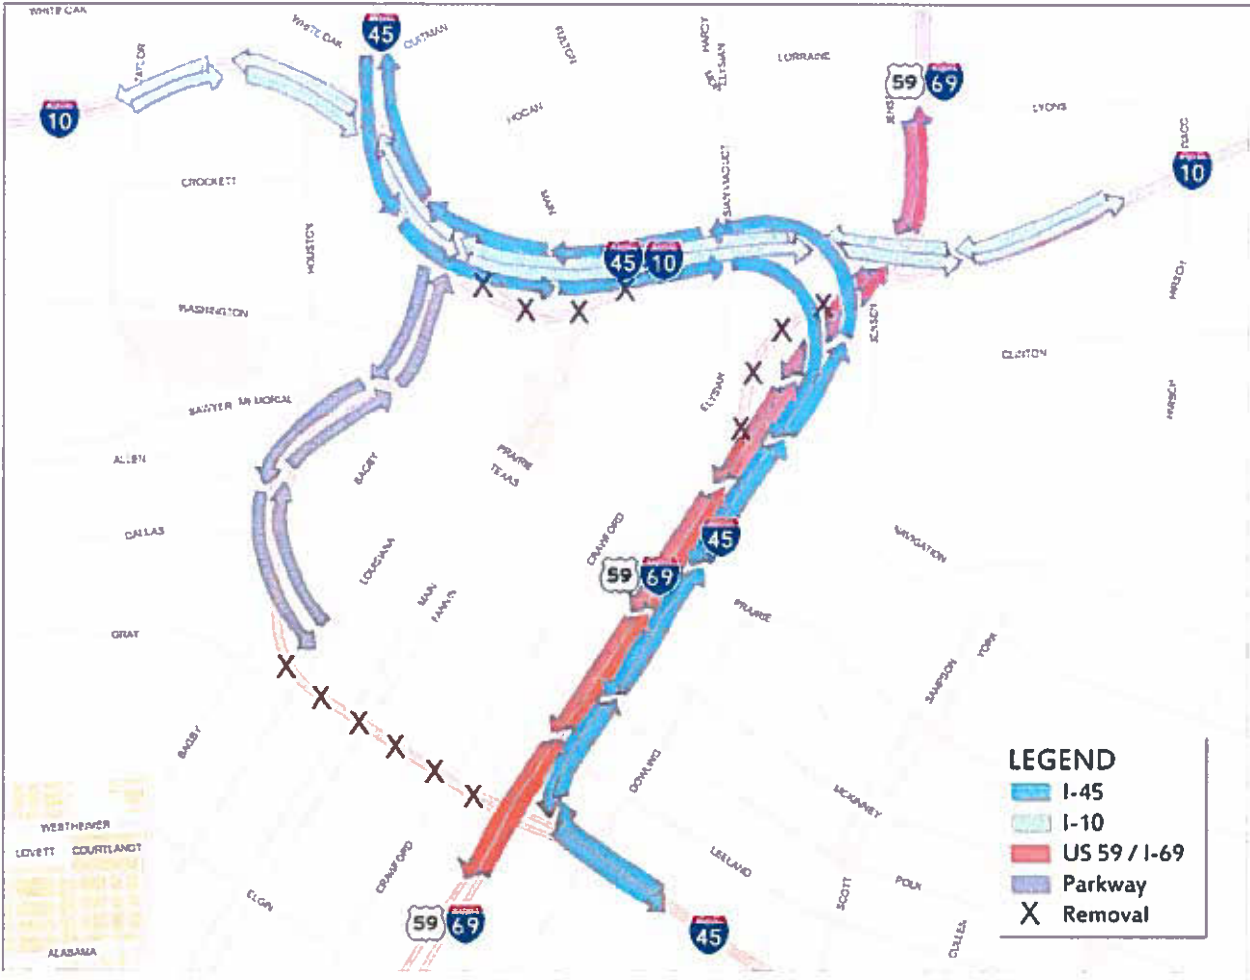 WHITE OAK
WHITE OAK
45
QUITMAN
FULTON
HARDY
ELYSIAN
LORRAINE
TAYLOR
59
69
LYONS
10
HOGAN
10
CROCKETT
MAIN
HOUSTON
45
10
HIRSCH
WASHINGTON
JENSEN
CLINTON
SAWYER
MEMORIAL
ELYSIAN
HIRSCH
ALLEN
BAGBY
PRAIRIE
TEXAS
DALLAS
CRAWFORD
45
NAVIGATION
LOUISIANA
59
69
MAIN
FANNIN
PRAIRIE
GRAY
YORK
SAMPSON
BAGBY
DOWLING
LEGEND
I-45
I-10
US 59 / I-69
Parkway
X Removal
MCKINNEY
WESTHEIMER
LOVETT
COURTLANDT
CRAWFORD
LEELAND
POLK
SCOTT
ELGIN
59
69
45
CULLEN
ALABAMA